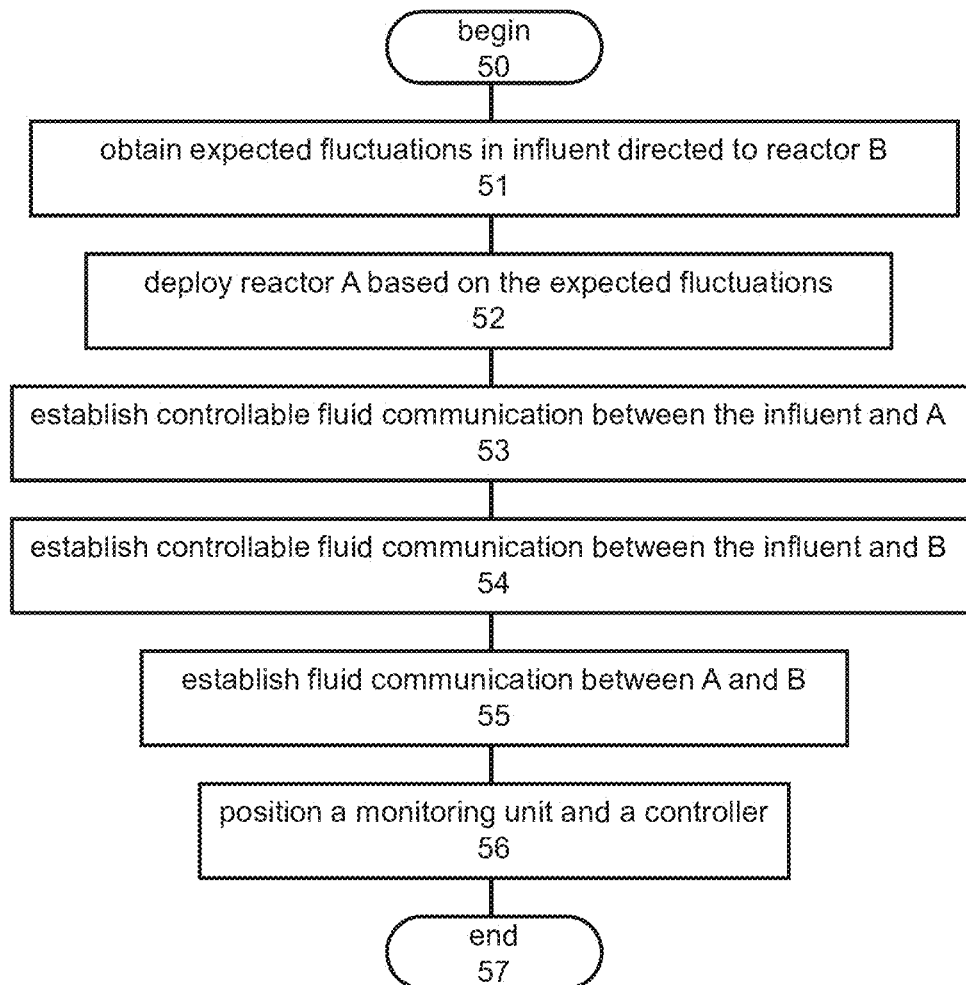 begin
50
obtain expected fluctuations in influent directed to reactor B
51
deploy reactor A based on the expected fluctuations
52
establish controllable fluid communication between the influent and A
53
establish controllable fluid communication between the influent and B
54
establish fluid communication between A and B
55
position a monitoring unit and a controller
56
end
57